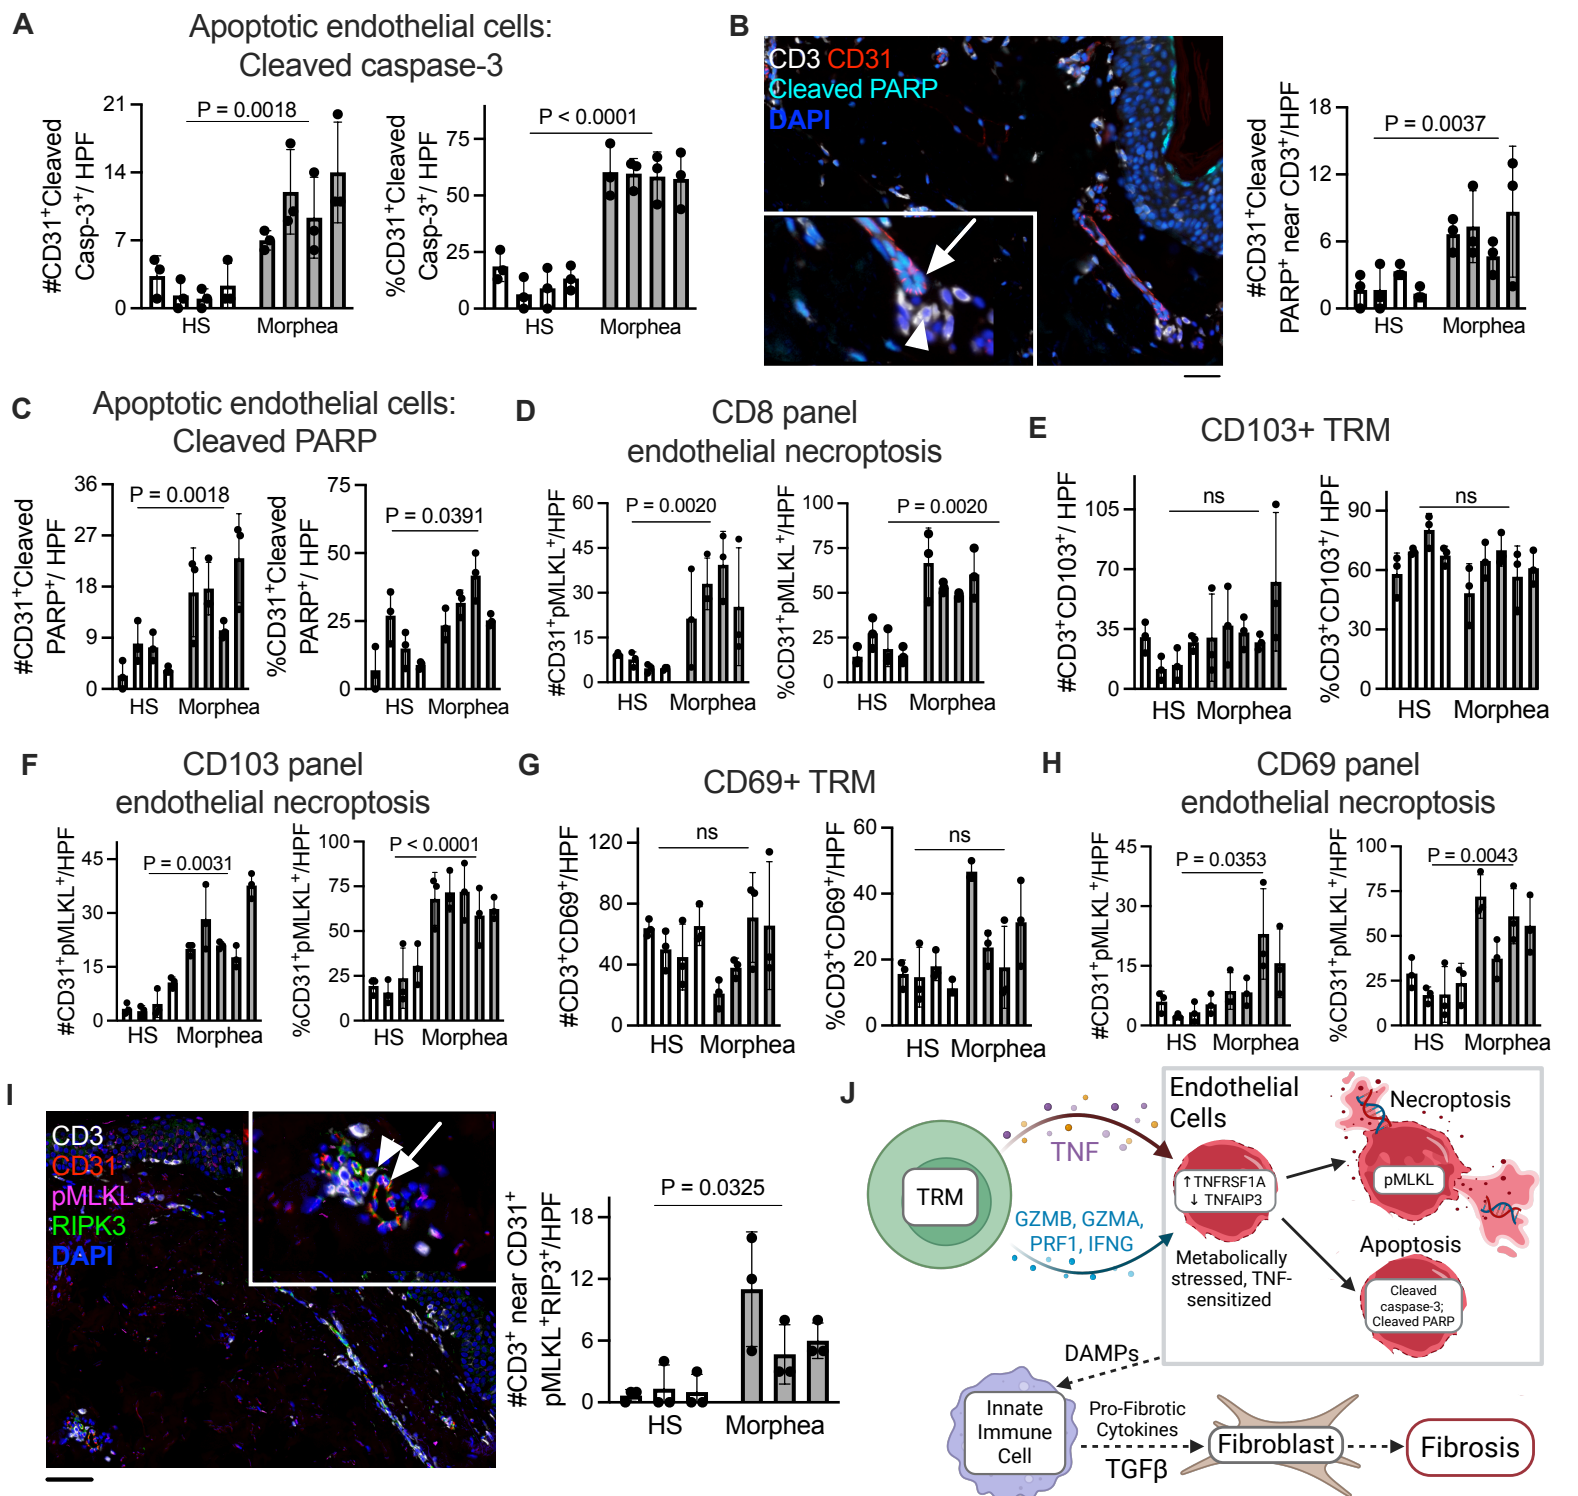 A
Apoptotic endothelial cells:
Cleaved caspase-3
#CD31⁺Cleaved
Casp-3⁺/ HPF
21
14
7
0
P = 0.0018
HS
Morphea
%CD31⁺Cleaved
Casp-3⁺/ HPF
75
50
25
0
P < 0.0001
HS
Morphea
B
CD3 CD31
Cleaved PARP
DAPI
#CD31⁺Cleaved
PARP⁺ near CD3⁺/HPF
18
12
6
0
P = 0.0037
HS
Morphea
C
Apoptotic endothelial cells:
Cleaved PARP
#CD31⁺Cleaved
PARP⁺/ HPF
36
27
18
9
0
P = 0.0018
HS
Morphea
%CD31⁺Cleaved
PARP⁺/ HPF
75
50
25
0
P = 0.0391
HS
Morphea
D
CD8 panel
endothelial necroptosis
#CD31⁺pMLKL⁺/HPF
60
45
30
15
0
P = 0.0020
HS
Morphea
%CD31⁺pMLKL⁺/HPF
100
75
50
25
0
P = 0.0020
HS
Morphea
E
CD103+ TRM
#CD3⁺CD103⁺/ HPF
105
70
35
0
ns
HS
Morphea
%CD3⁺CD103⁺/ HPF
90
60
30
0
ns
HS
Morphea
F
CD103 panel
endothelial necroptosis
#CD31⁺pMLKL⁺/HPF
45
30
15
0
P = 0.0031
HS
Morphea
%CD31⁺pMLKL⁺/HPF
100
75
50
25
0
P < 0.0001
HS
Morphea
G
CD69+ TRM
#CD3⁺CD69⁺/HPF
120
80
40
0
ns
HS
Morphea
%CD3⁺CD69⁺/HPF
60
40
20
0
ns
HS
Morphea
H
CD69 panel
endothelial necroptosis
#CD31⁺pMLKL⁺/HPF
45
30
15
0
P = 0.0353
HS
Morphea
%CD31⁺pMLKL⁺/HPF
100
75
50
25
0
P = 0.0043
HS
Morphea
I
CD3
CD31
pMLKL
RIPK3
DAPI
#CD3⁺ near CD31⁺
pMLKL⁺RIP3⁺/HPF
18
12
6
0
P = 0.0325
HS
Morphea
J
TRM
TNF
GZMB, GZMA,
PRF1, IFNG
Endothelial
Cells
↑TNFRSF1A
↓ TNFAIP3
Metabolically
stressed, TNF-
sensitized
Necroptosis
pMLKL
Apoptosis
Cleaved
caspase-3;
Cleaved PARP
DAMPs
Innate
Immune
Cell
Pro-Fibrotic
Cytokines
TGFβ
Fibroblast
Fibrosis